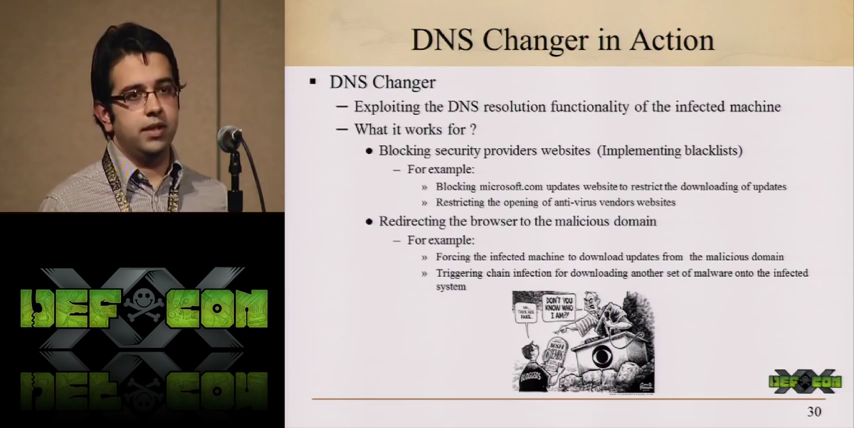 DNS Changer in Action
▪ DNS Changer
– Exploiting the DNS resolution functionality of the infected machine
– What it works for ?
● Blocking security providers websites (Implementing blacklists)
– For example:
» Blocking microsoft.com updates website to restrict the downloading of updates
» Restricting the opening of anti-virus vendors websites
● Redirecting the browser to the malicious domain
– For example:
» Forcing the infected machine to download updates from the malicious domain
» Triggering chain infection for downloading another set of malware onto the infected
system
DON'T YOU
KNOW WHO
I AM?!
DEFCON
XX
DEFCON
30